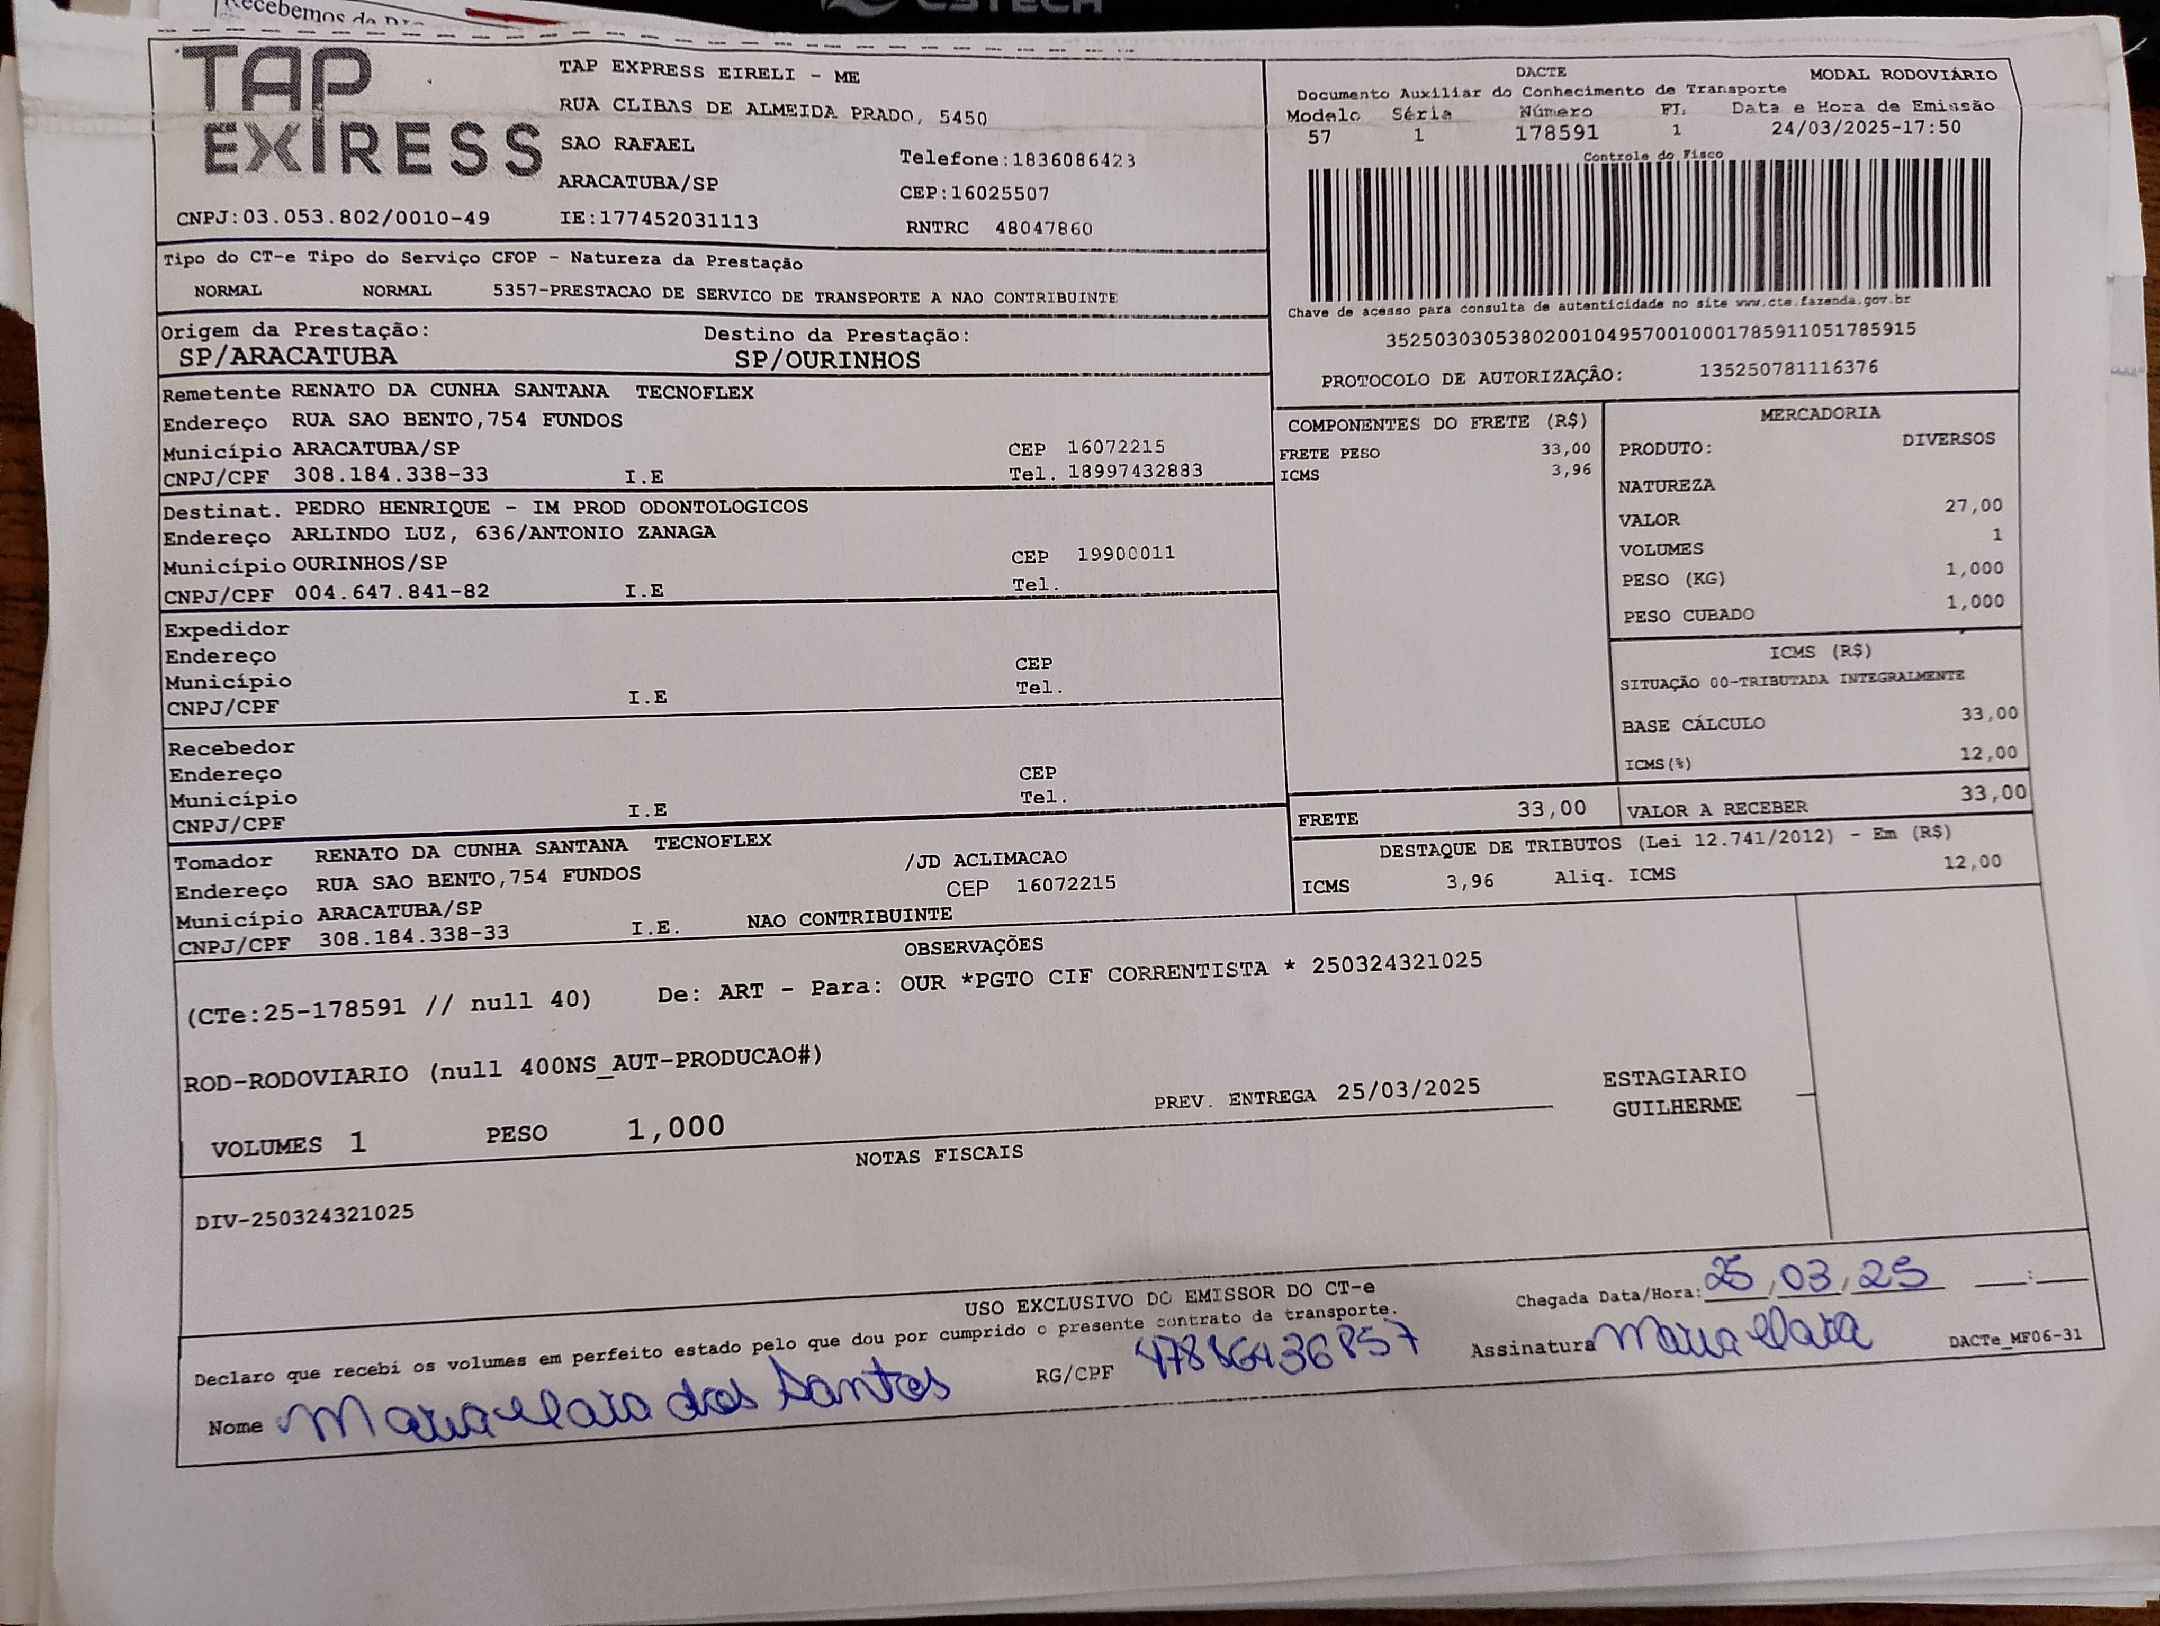 Recebemos da
CSTECH
TAP
EXPRESS
TAP EXPRESS EIRELI - ME
RUA CLIBAS DE ALMEIDA PRADO, 5450
SAO RAFAEL
Telefone:1836086423
ARACATUBA/SP
CEP:16025507
CNPJ:03.053.802/0010-49
IE:177452031113
RNTRC 48047860
DACTE
MODAL RODOVIÁRIO
Documento Auxiliar do Conhecimento de Transporte
Modelo Série Número FL. Data e Hora de Emissão
57 1 178591 1 24/03/2025-17:50
Controle do Fisco
Chave de acesso para consulta de autenticidade no site www.cte.fazenda.gov.br
35250303053802001049570010001785911051785915
PROTOCOLO DE AUTORIZAÇÃO: 135250781116376
Tipo do CT-e Tipo do Serviço CFOP - Natureza da Prestação
NORMAL NORMAL 5357-PRESTACAO DE SERVICO DE TRANSPORTE A NAO CONTRIBUINTE
Origem da Prestação: Destino da Prestação:
SP/ARACATUBA SP/OURINHOS
Remetente RENATO DA CUNHA SANTANA TECNOFLEX
Endereço RUA SAO BENTO,754 FUNDOS
Município ARACATUBA/SP CEP 16072215
CNPJ/CPF 308.184.338-33 I.E Tel. 18997432883
Destinat. PEDRO HENRIQUE - IM PROD ODONTOLOGICOS
Endereço ARLINDO LUZ, 636/ANTONIO ZANAGA
Município OURINHOS/SP CEP 19900011
CNPJ/CPF 004.647.841-82 I.E Tel.
Expedidor
Endereço
Município CEP
CNPJ/CPF I.E Tel.
Recebedor
Endereço
Município CEP
CNPJ/CPF I.E Tel.
Tomador RENATO DA CUNHA SANTANA TECNOFLEX
Endereço RUA SAO BENTO,754 FUNDOS /JD ACLIMACAO
Município ARACATUBA/SP CEP 16072215
CNPJ/CPF 308.184.338-33 I.E. NAO CONTRIBUINTE
COMPONENTES DO FRETE (R$)
FRETE PESO 33,00
ICMS 3,96
MERCADORIA
PRODUTO: DIVERSOS
NATUREZA
VALOR 27,00
VOLUMES 1
PESO (KG) 1,000
PESO CUBADO 1,000
ICMS (R$)
SITUAÇÃO 00-TRIBUTADA INTEGRALMENTE
BASE CÁLCULO 33,00
ICMS(%) 12,00
FRETE 33,00 VALOR A RECEBER 33,00
DESTAQUE DE TRIBUTOS (Lei 12.741/2012) - Em (R$)
ICMS 3,96 Aliq. ICMS 12,00
OBSERVAÇÕES
(CTe:25-178591 // null 40) De: ART - Para: OUR *PGTO CIF CORRENTISTA * 250324321025
ROD-RODOVIARIO (null 400NS_AUT-PRODUCAO#)
VOLUMES 1 PESO 1,000 PREV. ENTREGA 25/03/2025
ESTAGIARIO
GUILHERME
NOTAS FISCAIS
DIV-250324321025
USO EXCLUSIVO DO EMISSOR DO CT-e
Declaro que recebi os volumes em perfeito estado pelo que dou por cumprido o presente contrato de transporte.
Chegada Data/Hora: 25/03/25 __:__
Nome Maria Clara dos Santos RG/CPF 47886436857 Assinatura Maria Clara
DACTe_MF06-31